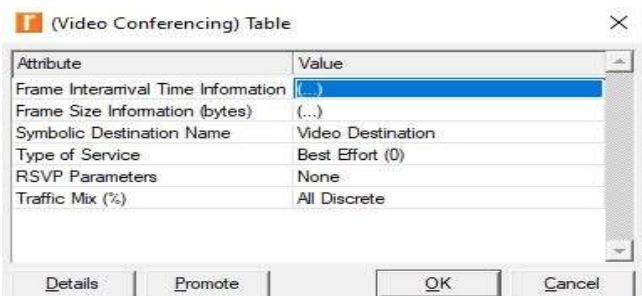 (Video Conferencing) Table
Attribute Value
Frame Interarrival Time Information (...)
Frame Size Information (bytes) (...)
Symbolic Destination Name Video Destination
Type of Service Best Effort (0)
RSVP Parameters None
Traffic Mix (%) All Discrete
Details Promote OK Cancel